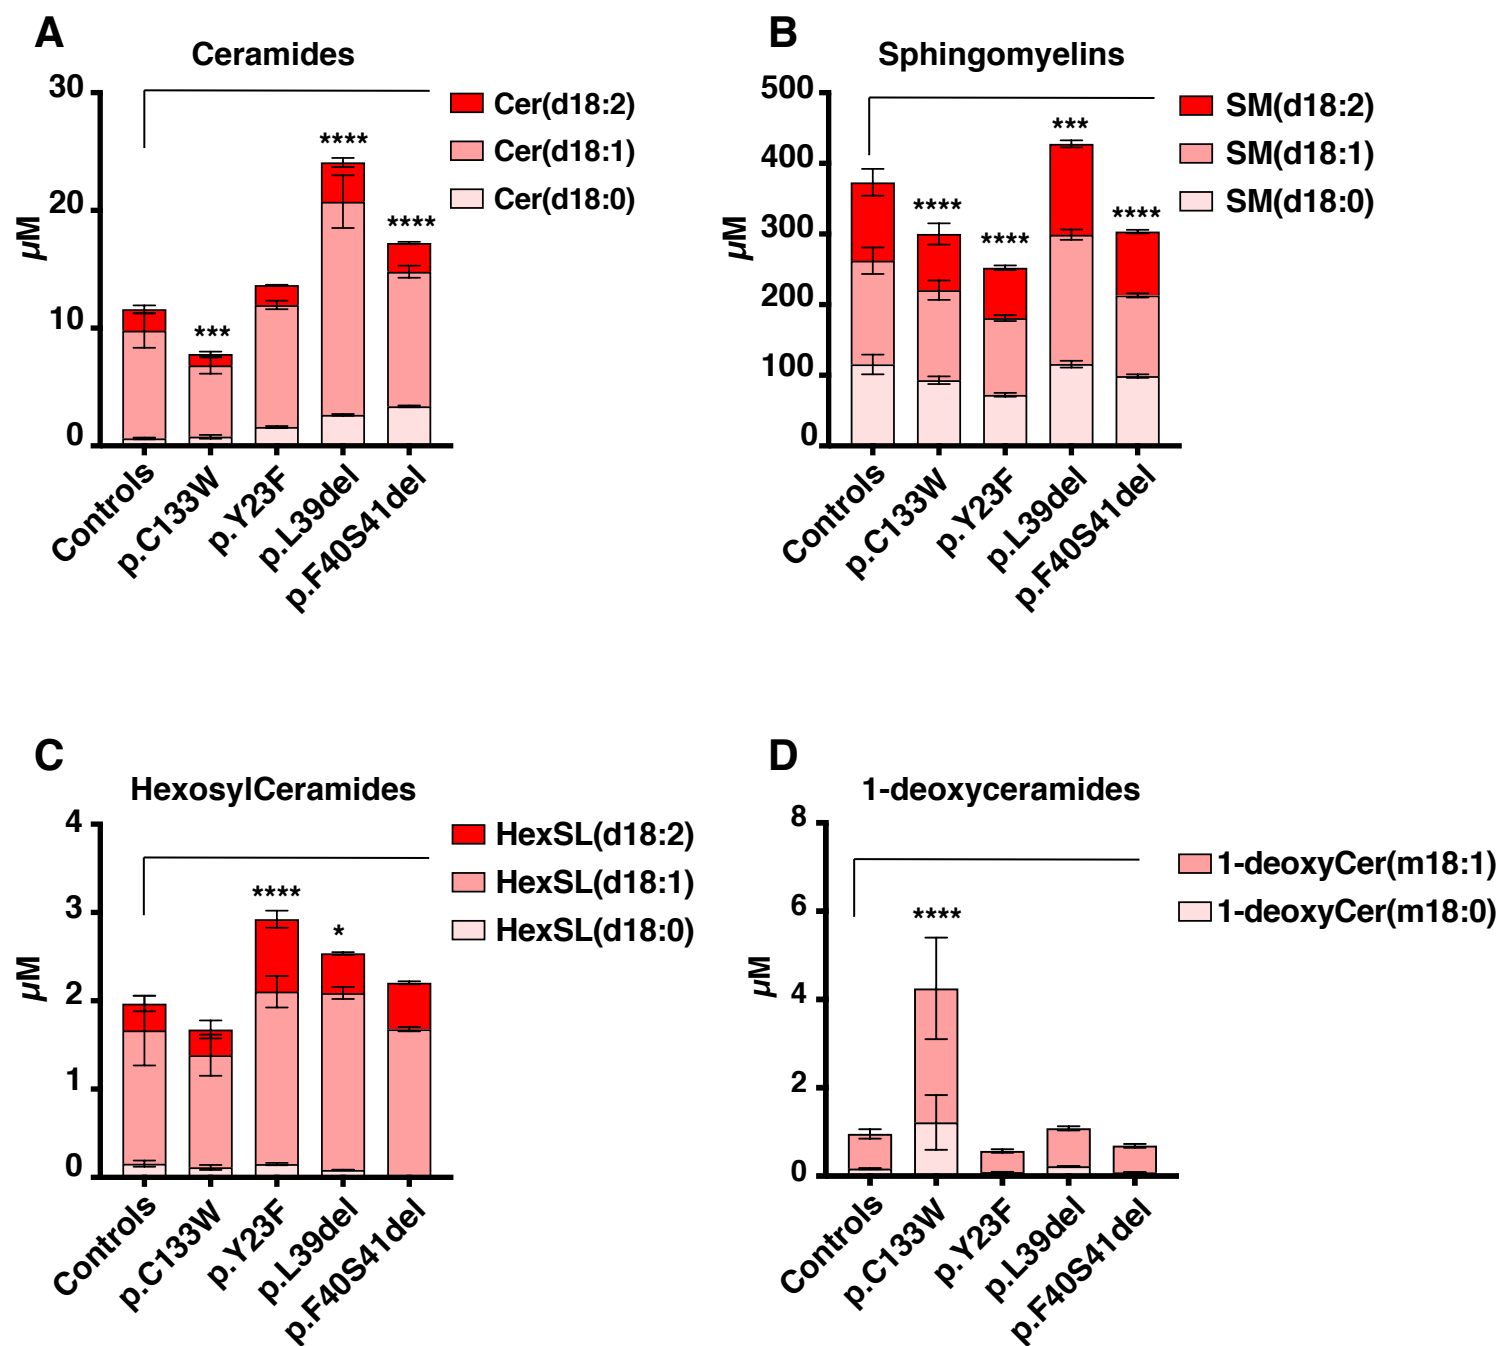 A
Ceramides
30
20
10
0
µM
****
***
****
Cer(d18:2)
Cer(d18:1)
Cer(d18:0)
Controls
p.C133W
p.Y23F
p.L39del
p.F40S41del
B
Sphingomyelins
500
400
300
200
100
0
µM
***
****
****
****
SM(d18:2)
SM(d18:1)
SM(d18:0)
Controls
p.C133W
p.Y23F
p.L39del
p.F40S41del
C
HexosylCeramides
4
3
2
1
0
µM
****
*
HexSL(d18:2)
HexSL(d18:1)
HexSL(d18:0)
Controls
p.C133W
p.Y23F
p.L39del
p.F40S41del
D
1-deoxyceramides
8
6
4
2
0
µM
****
1-deoxyCer(m18:1)
1-deoxyCer(m18:0)
Controls
p.C133W
p.Y23F
p.L39del
p.F40S41del